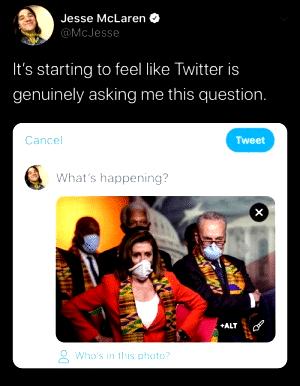 Jesse McLaren
@McJesse
It's starting to feel like Twitter is
genuinely asking me this question.
Cancel
Tweet
What's happening?
+ALT
Who's in this photo?